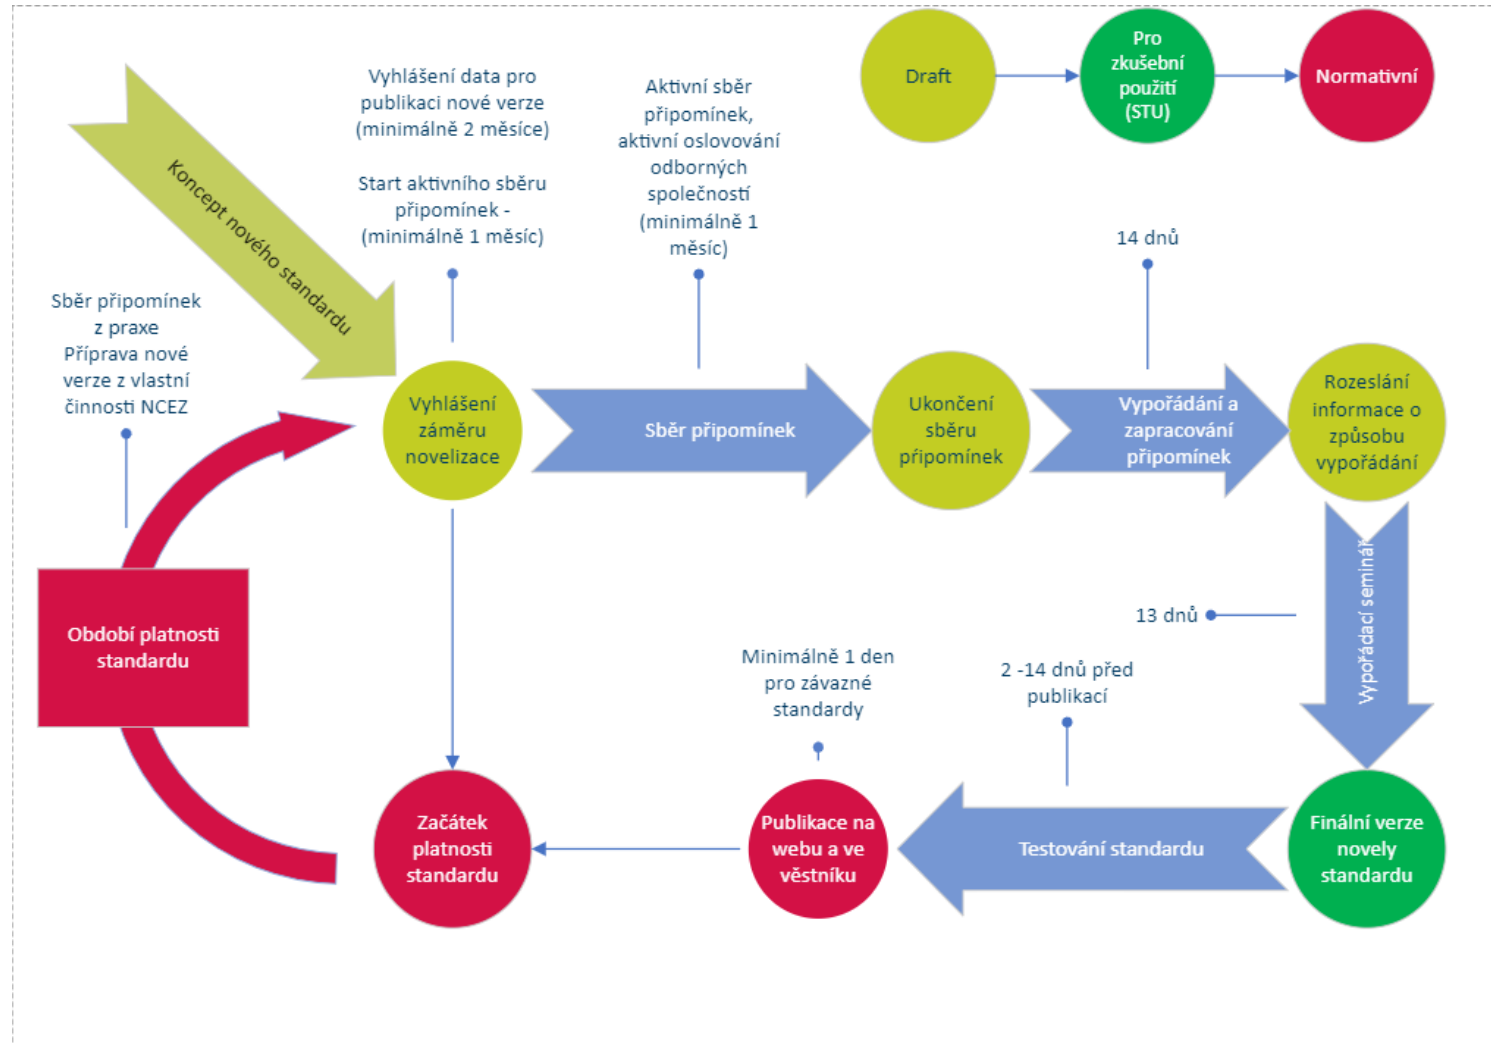 Draft
Pro
zkušební
použití
(STU)
Normativní
Vyhlášení data pro
publikaci nové verze
(minimálně 2 měsíce)
Start aktivního sběru
připomínek -
(minimálně 1 měsíc)
Aktivní sběr
připomínek,
aktivní oslovování
odborných
společností
(minimálně 1
měsíc)
Koncept nového standardu
14 dnů
Sběr připomínek
z praxe
Příprava nové
verze z vlastní
činnosti NCEZ
Vyhlášení
záměru
novelizace
Sběr připomínek
Ukončení
sběru
připomínek
Vypořádání a
zapracování
připomínek
Rozeslání
informace o
způsobu
vypořádání
Vypořádací seminář
13 dnů
Období platnosti
standardu
Minimálně 1 den
pro závazné
standardy
2 -14 dnů před
publikací
Začátek
platnosti
standardu
Publikace na
webu a ve
věstníku
Testování standardu
Finální verze
novely
standardu